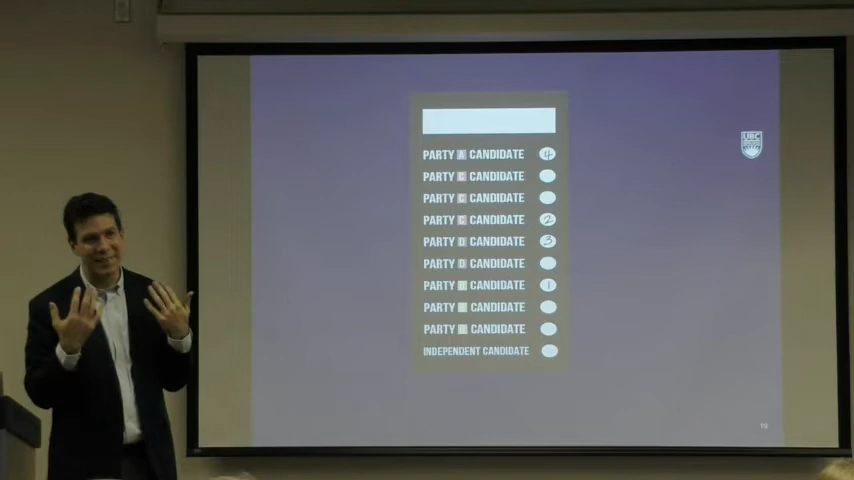 UBC
PARTY A CANDIDATE 4
PARTY C CANDIDATE
PARTY C CANDIDATE
PARTY C CANDIDATE 2
PARTY D CANDIDATE 3
PARTY D CANDIDATE
PARTY CANDIDATE 1
PARTY CANDIDATE
PARTY CANDIDATE
INDEPENDENT CANDIDATE